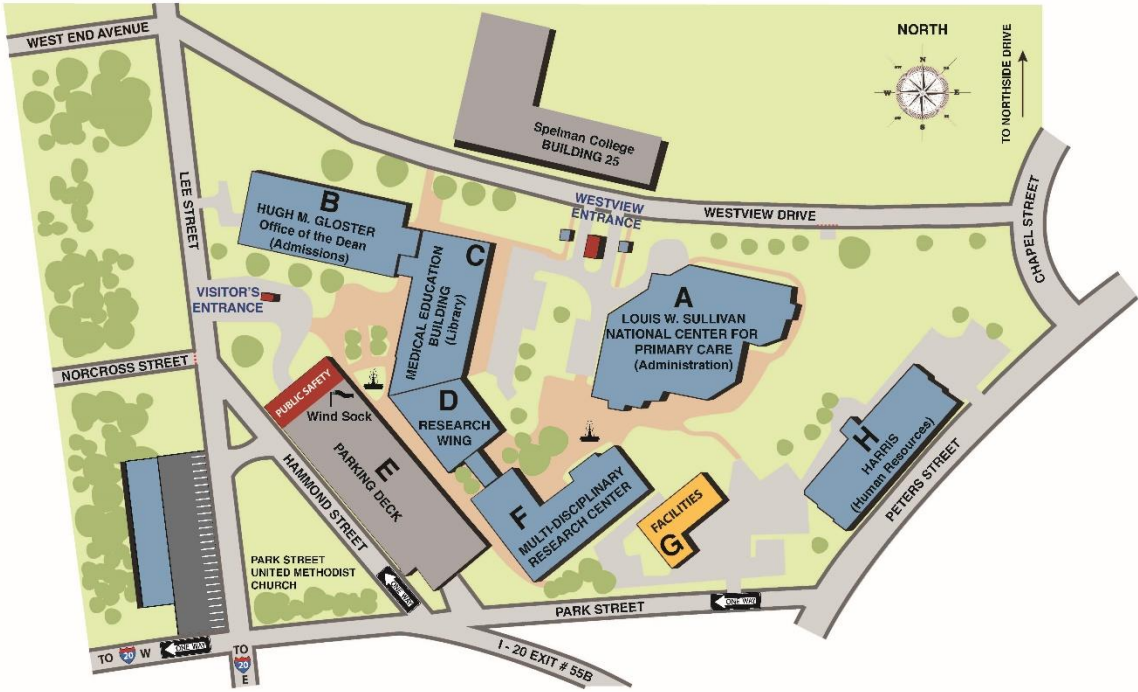 WEST END AVENUE
NORTH
N
E
S
W
TO NORTHSIDE DRIVE
Spelman College
BUILDING 25
LEE STREET
B
HUGH M. GLOSTER
Office of the Dean
(Admissions)
WESTVIEW
ENTRANCE
WESTVIEW DRIVE
CHAPEL STREET
C
MEDICAL EDUCATION
BUILDING
(Library)
VISITOR'S
ENTRANCE
A
LOUIS W. SULLIVAN
NATIONAL CENTER FOR
PRIMARY CARE
(Administration)
NORCROSS STREET
PUBLIC SAFETY
Wind Sock
E
PARKING DECK
D
RESEARCH
WING
H
HARRIS
(Human Resources)
PETERS STREET
HAMMOND STREET
F
MULTI-DISCIPLINARY
RESEARCH CENTER
FACILITIES
G
PARK STREET
UNITED METHODIST
CHURCH
ONE WAY
PARK STREET
ONE WAY
ONE WAY
TO 20 W
TO
20
E
I - 20 EXIT # 55B